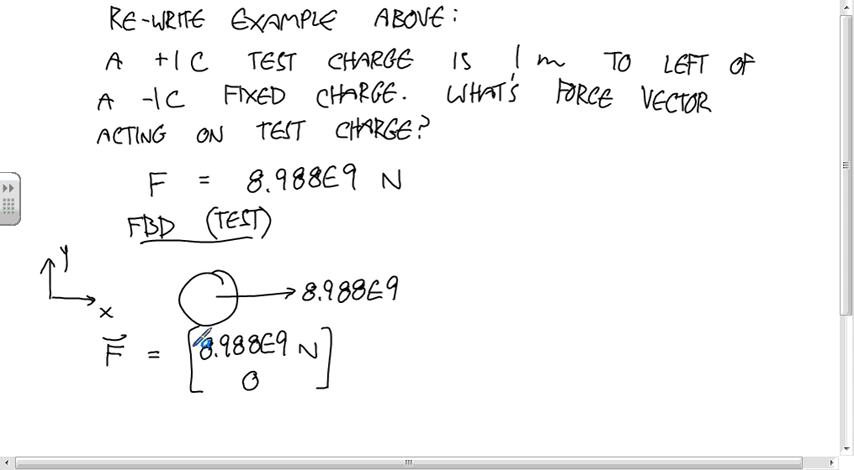 RE-WRITE EXAMPLE ABOVE:
A +1C TEST CHARGE IS 1 m TO LEFT OF
A -1C FIXED CHARGE. WHAT'S FORCE VECTOR
ACTING ON TEST CHARGE?
F = 8.988E9 N
FBD (TEST)
y
x
8.988E9
F = [8.988E9 N
0]